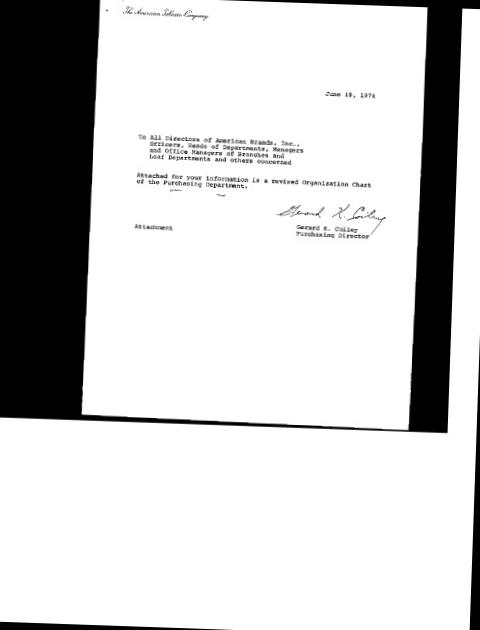 The American Tobacco Company
June 18, 1974
To All Directors of American Brands, Inc.,
Officers, Heads of Departments, Managers
and Office Managers of Branches and
Leaf Departments and others concerned
Attached for your information is a revised Organization Chart
of the Purchasing Department.
Gerard K. Coiley
Attachment
Gerard K. Coiley
Purchasing Director